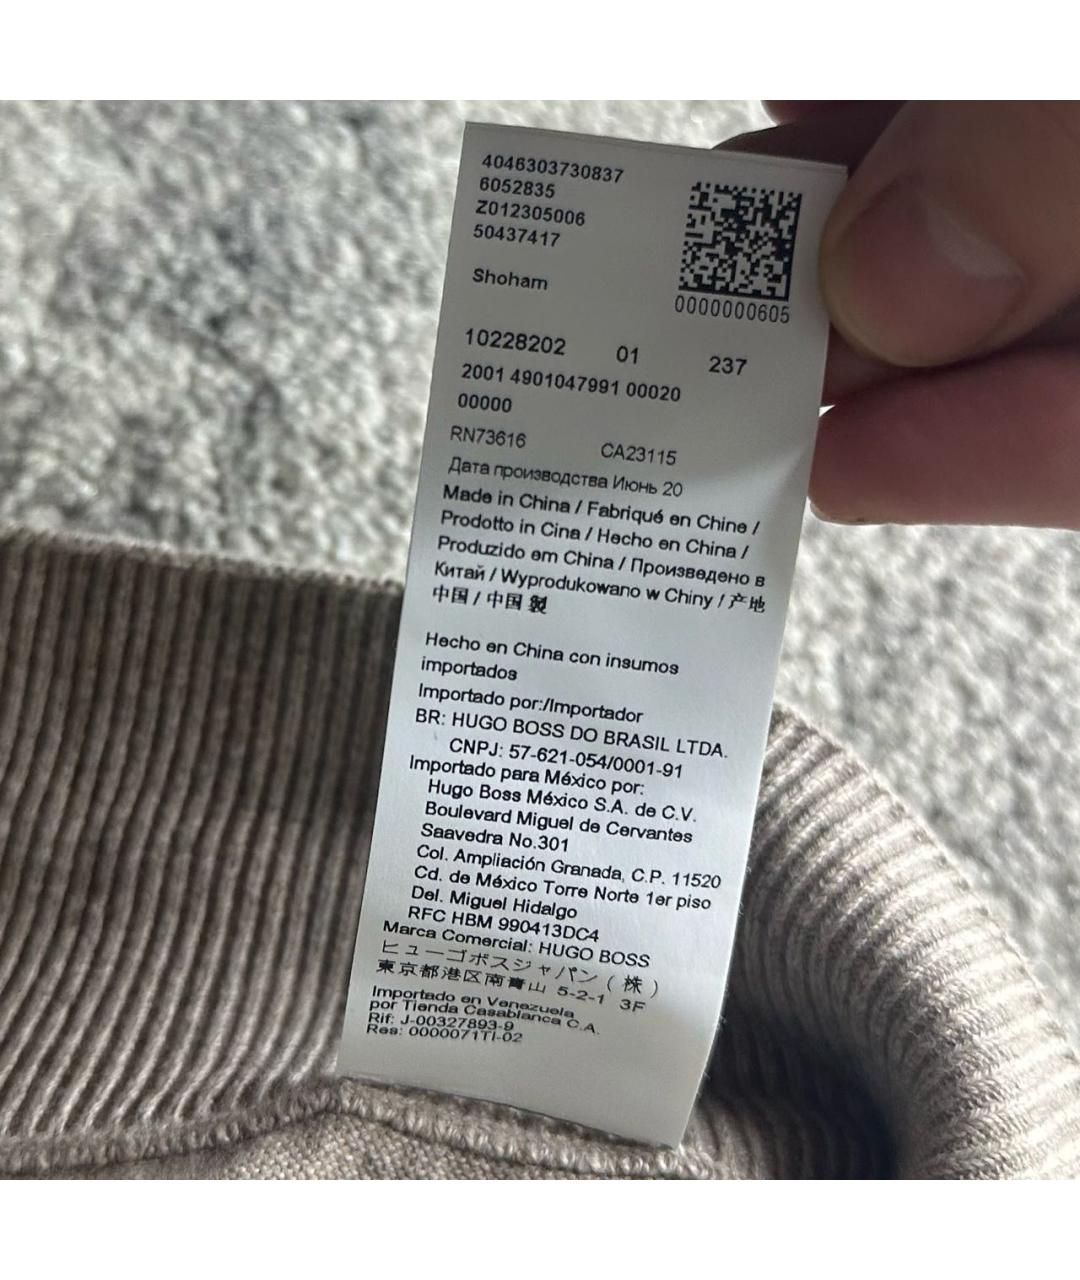 4046303730837
6052835
Z012305006
50437417
Shoham
0000000605
10228202 01 237
2001 4901047991 00020
00000
RN73616 CA23115
Дата производства Июнь 20
Made in China / Fabriqué en Chine /
Prodotto in Cina / Hecho en China /
Produzido em China / Произведено в
Китай / Wyprodukowano w Chiny / 产地
中国 / 中国 製
Hecho en China con insumos
importados
Importado por:/Importador
BR: HUGO BOSS DO BRASIL LTDA.
CNPJ: 57-621-054/0001-91
Importado para México por:
Hugo Boss México S.A. de C.V.
Boulevard Miguel de Cervantes
Saavedra No.301
Col. Ampliación Granada, C.P. 11520
Cd. de México Torre Norte 1er piso
Del. Miguel Hidalgo
RFC HBM 990413DC4
Marca Comercial: HUGO BOSS
ヒューゴボスジャパン（株）
東京都港区南青山 5-2-1 3F
Importado en Venezuela
por Tienda Casablanca C.A.
Rif: J-00327893-9
Res: 0000071TI-02